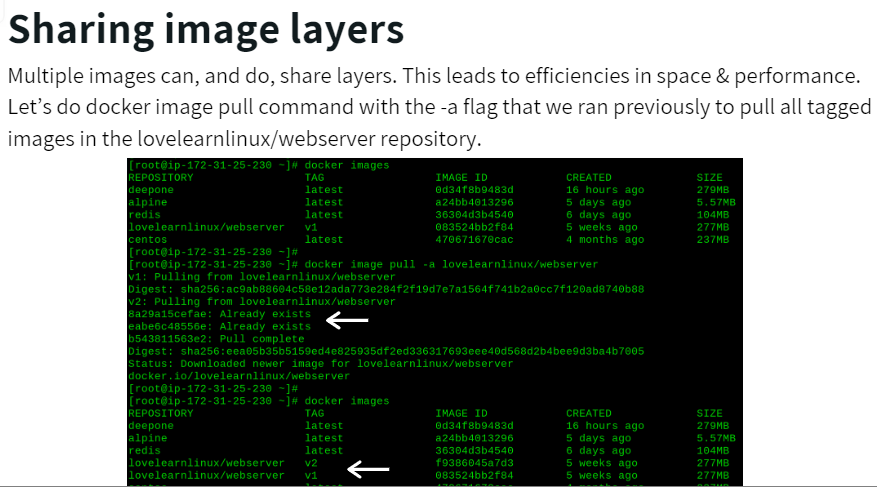 Sharing image layers
Multiple images can, and do, share layers. This leads to efficiencies in space & performance.
Let’s do docker image pull command with the -a flag that we ran previously to pull all tagged
images in the lovelearnlinux/webserver repository.
[root@ip-172-31-25-230 ~]# docker images
REPOSITORY TAG IMAGE ID CREATED SIZE
deepone latest 0d34f8b9483d 16 hours ago 279MB
alpine latest a24bb4013296 5 days ago 5.57MB
redis latest 36304d3b4540 6 days ago 104MB
lovelearnlinux/webserver v1 083524bb2f84 5 weeks ago 277MB
centos latest 470671670cac 4 months ago 237MB
[root@ip-172-31-25-230 ~]#
[root@ip-172-31-25-230 ~]# docker image pull -a lovelearnlinux/webserver
v1: Pulling from lovelearnlinux/webserver
Digest: sha256:ac9ab88604c58e12ada773e284f2f19d7e7a1564f741b2a0cc7f120ad8740b88
v2: Pulling from lovelearnlinux/webserver
8a29a15cefae: Already exists
eabe6c48556e: Already exists
b543811563e2: Pull complete
Digest: sha256:eea05b35b5159ed4e825935df2ed336317693eee40d568d2b4bee9d3ba4b7005
Status: Downloaded newer image for lovelearnlinux/webserver
docker.io/lovelearnlinux/webserver
[root@ip-172-31-25-230 ~]#
[root@ip-172-31-25-230 ~]# docker images
REPOSITORY TAG IMAGE ID CREATED SIZE
deepone latest 0d34f8b9483d 16 hours ago 279MB
alpine latest a24bb4013296 5 days ago 5.57MB
redis latest 36304d3b4540 6 days ago 104MB
lovelearnlinux/webserver v2 f9386045a7d3 5 weeks ago 277MB
lovelearnlinux/webserver v1 083524bb2f84 5 weeks ago 277MB